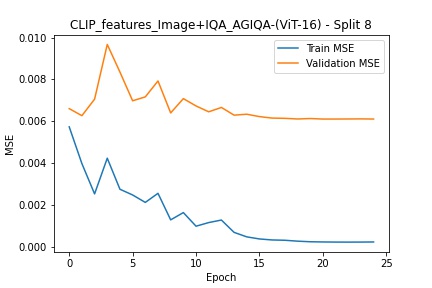 CLIP_features_Image+IQA_AGIQA-(ViT-16) - Split 8
Train MSE
Validation MSE
0.010
0.008
0.006
0.004
0.002
0.000
MSE
0 5 10 15 20 25
Epoch